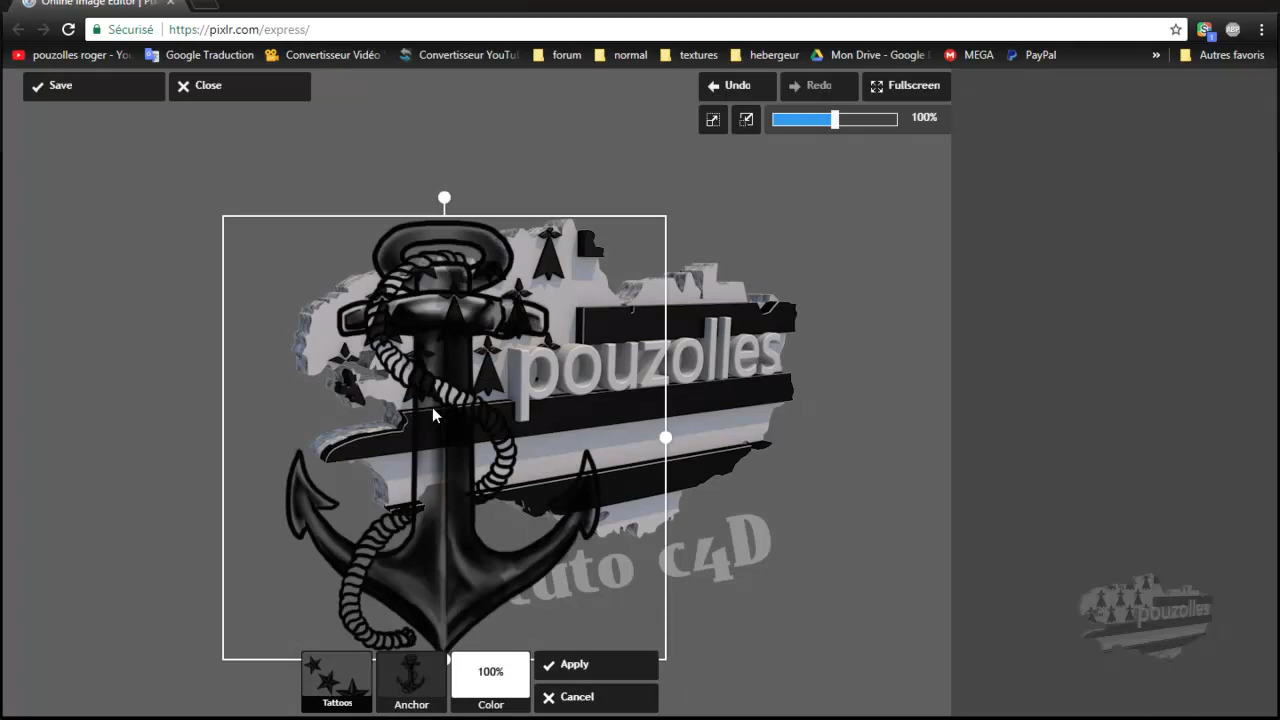 Online Image Editor | Pixlr
Sécurisé https://pixlr.com/express/
pouzolles roger - Yo Google Traduction Convertisseur Vidéo Convertisseur YouTu forum normal textures hebergeur Mon Drive - Google MEGA PayPal » Autres favoris
Save Close Undo Redo Fullscreen
100%
pouzolles
tuto c4D
pouzolles
100% Apply
Tattoos Anchor Color Cancel